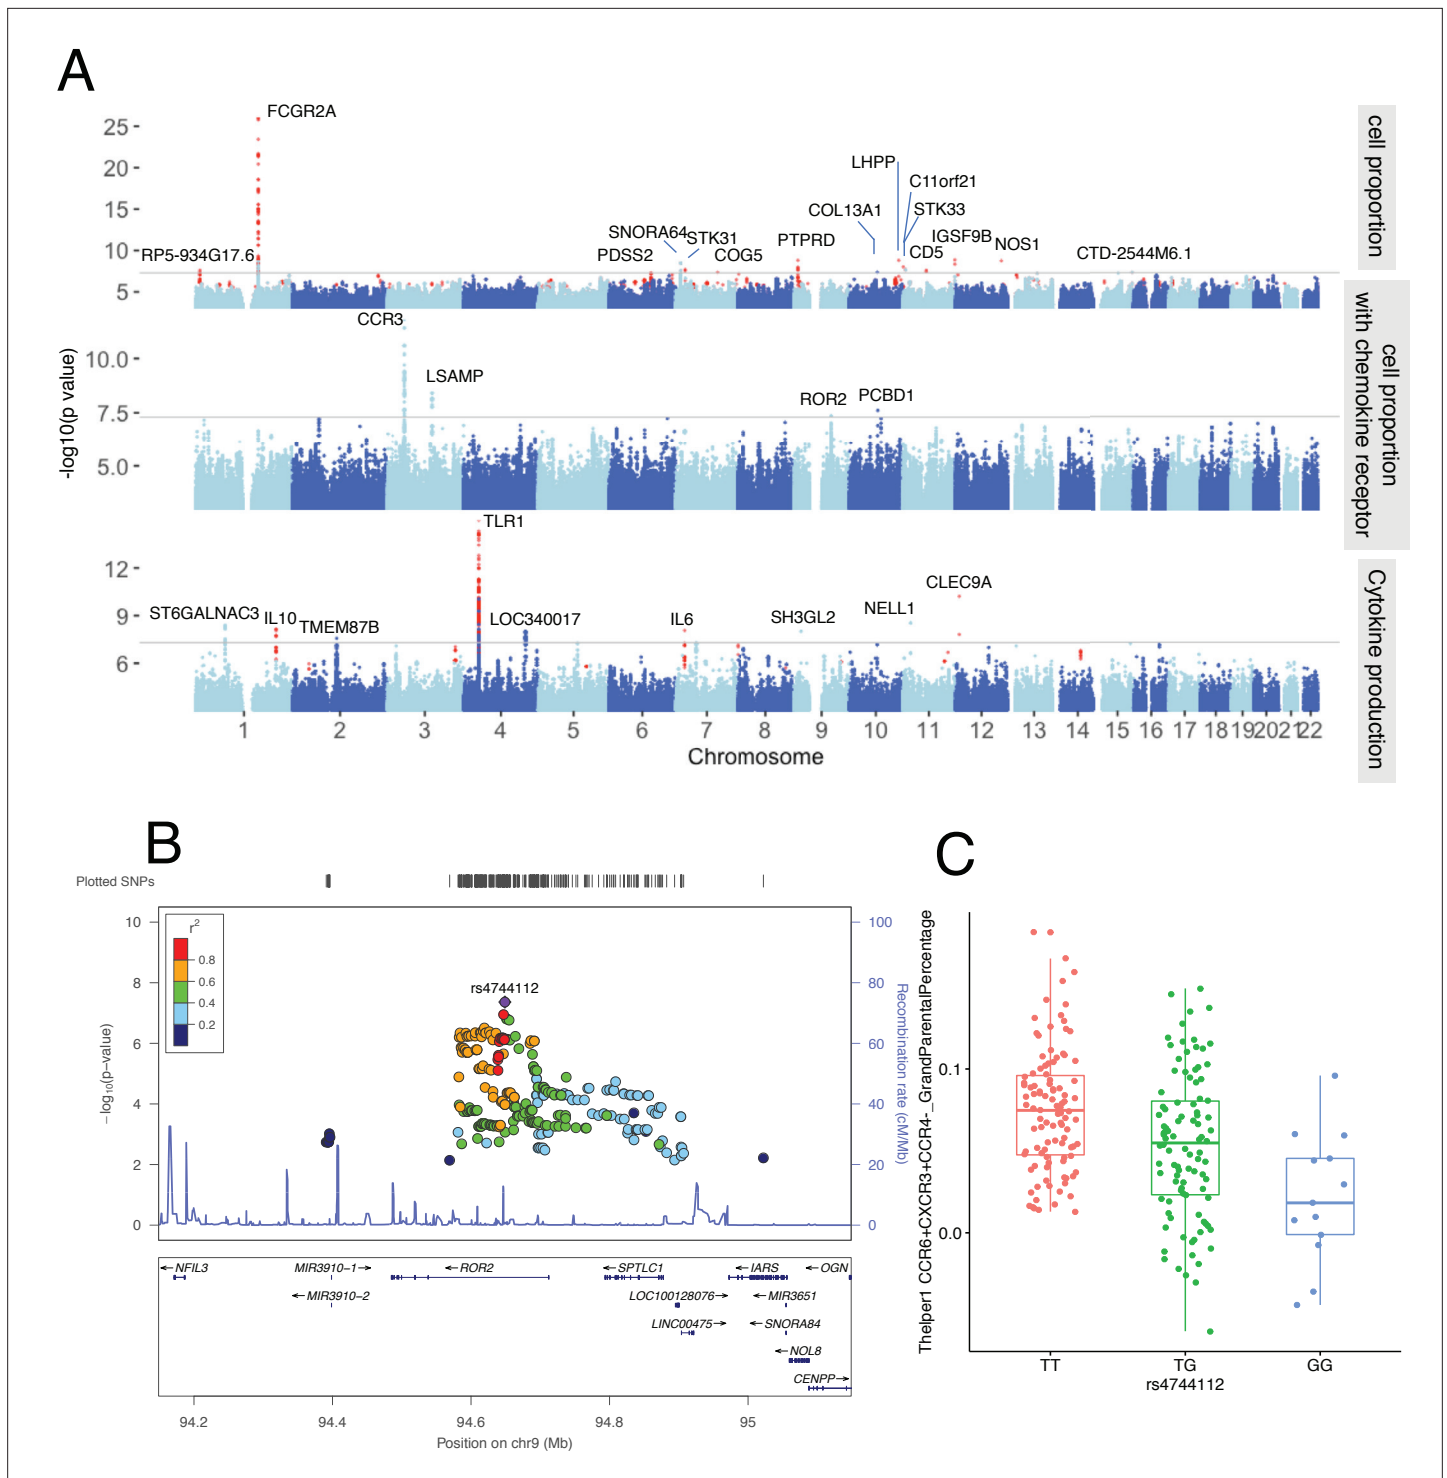 A
FCGR2A
RP5-934G17.6
SNORA64
PDSS2
STK31
COG5
PTPRD
COL13A1
LHPP
C11orf21
STK33
CD5
IGSF9B
NOS1
CTD-2544M6.1
25
20
15
10
5
cell proportion
CCR3
LSAMP
ROR2
PCBD1
10.0
7.5
5.0
-log10(p value)
cell proportion
with chemokine receptor
TLR1
ST6GALNAC3
IL10
TMEM87B
LOC340017
IL6
SH3GL2
NELL1
CLEC9A
12
9
6
Cytokine production
1 2 3 4 5 6 7 8 9 10 11 12 13 14 15 16 17 18 19 20 21 22
Chromosome
B
Plotted SNPs
r2
0.8
0.6
0.4
0.2
rs4744112
10
8
6
4
2
0
−log10(p−value)
100
80
60
40
20
0
Recombination rate (cM/Mb)
NFIL3
MIR3910-1
ROR2
SPTLC1
IARS
OGN
MIR3910-2
LOC100128076
MIR3651
LINC00475
SNORA84
NOL8
CENPP
94.2 94.4 94.6 94.8 95
Position on chr9 (Mb)
C
Thelper1 CCR6+CXCR3+CCR4-_GrandParentalPercentage
0.1
0.0
TT TG GG
rs4744112